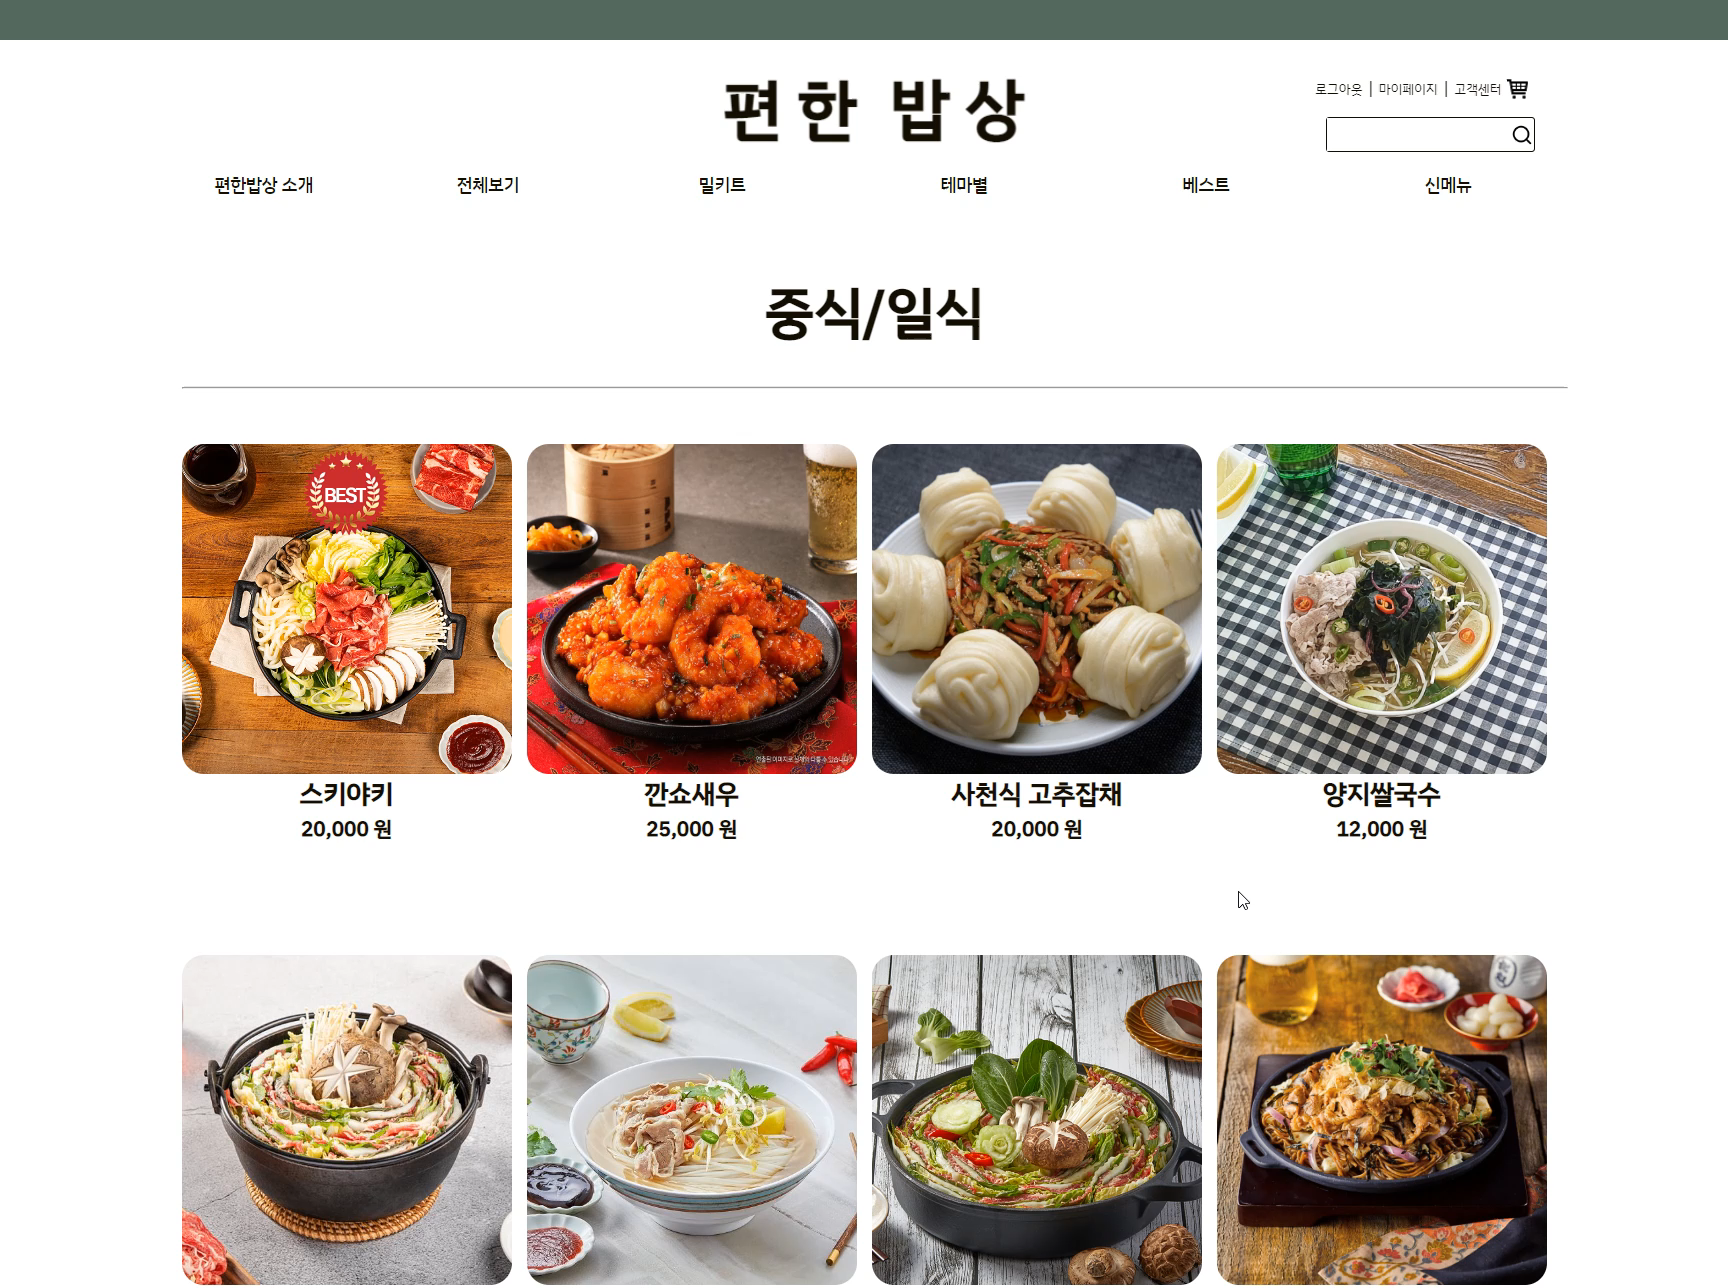 편한 밥상
로그아웃 | 마이페이지 | 고객센터
편한밥상 소개 전체보기 밀키트 테마별 베스트 신메뉴
중식/일식
BEST
스키야키 깐쇼새우 사천식 고추잡채 양지쌀국수
20,000 원 25,000 원 20,000 원 12,000 원